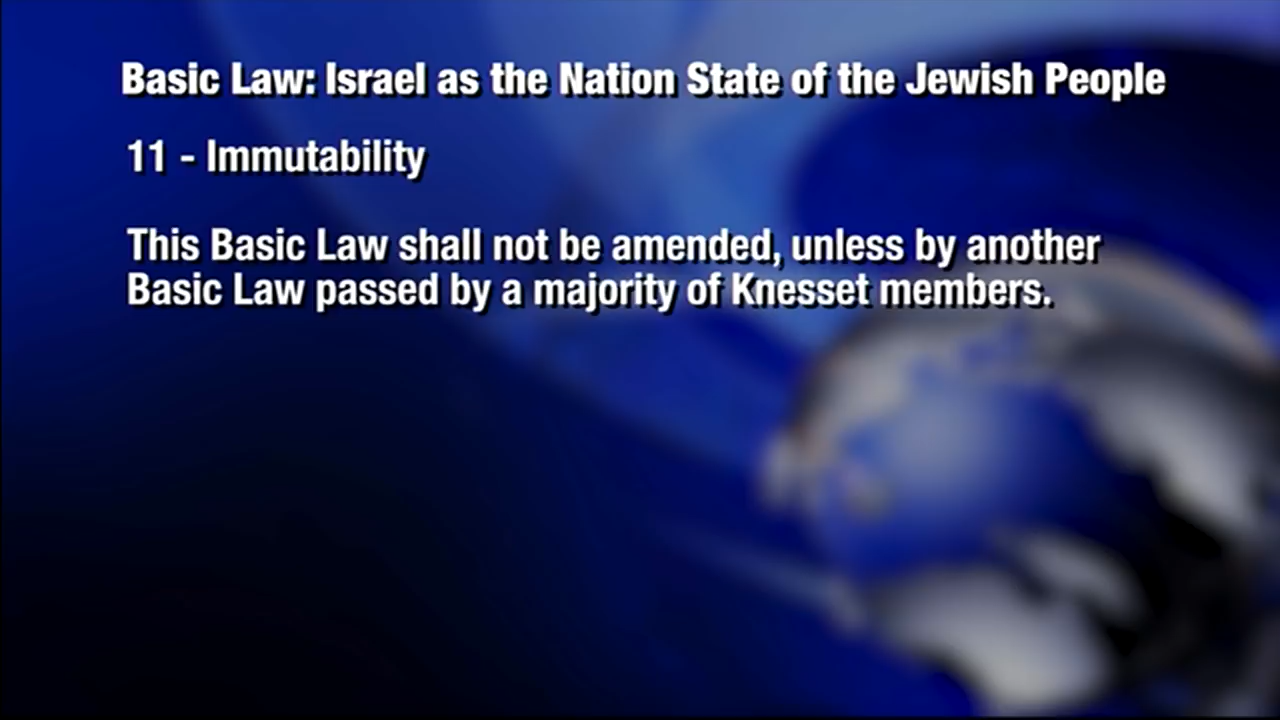 Basic Law: Israel as the Nation State of the Jewish People
11 - Immutability
This Basic Law shall not be amended, unless by another
Basic Law passed by a majority of Knesset members.